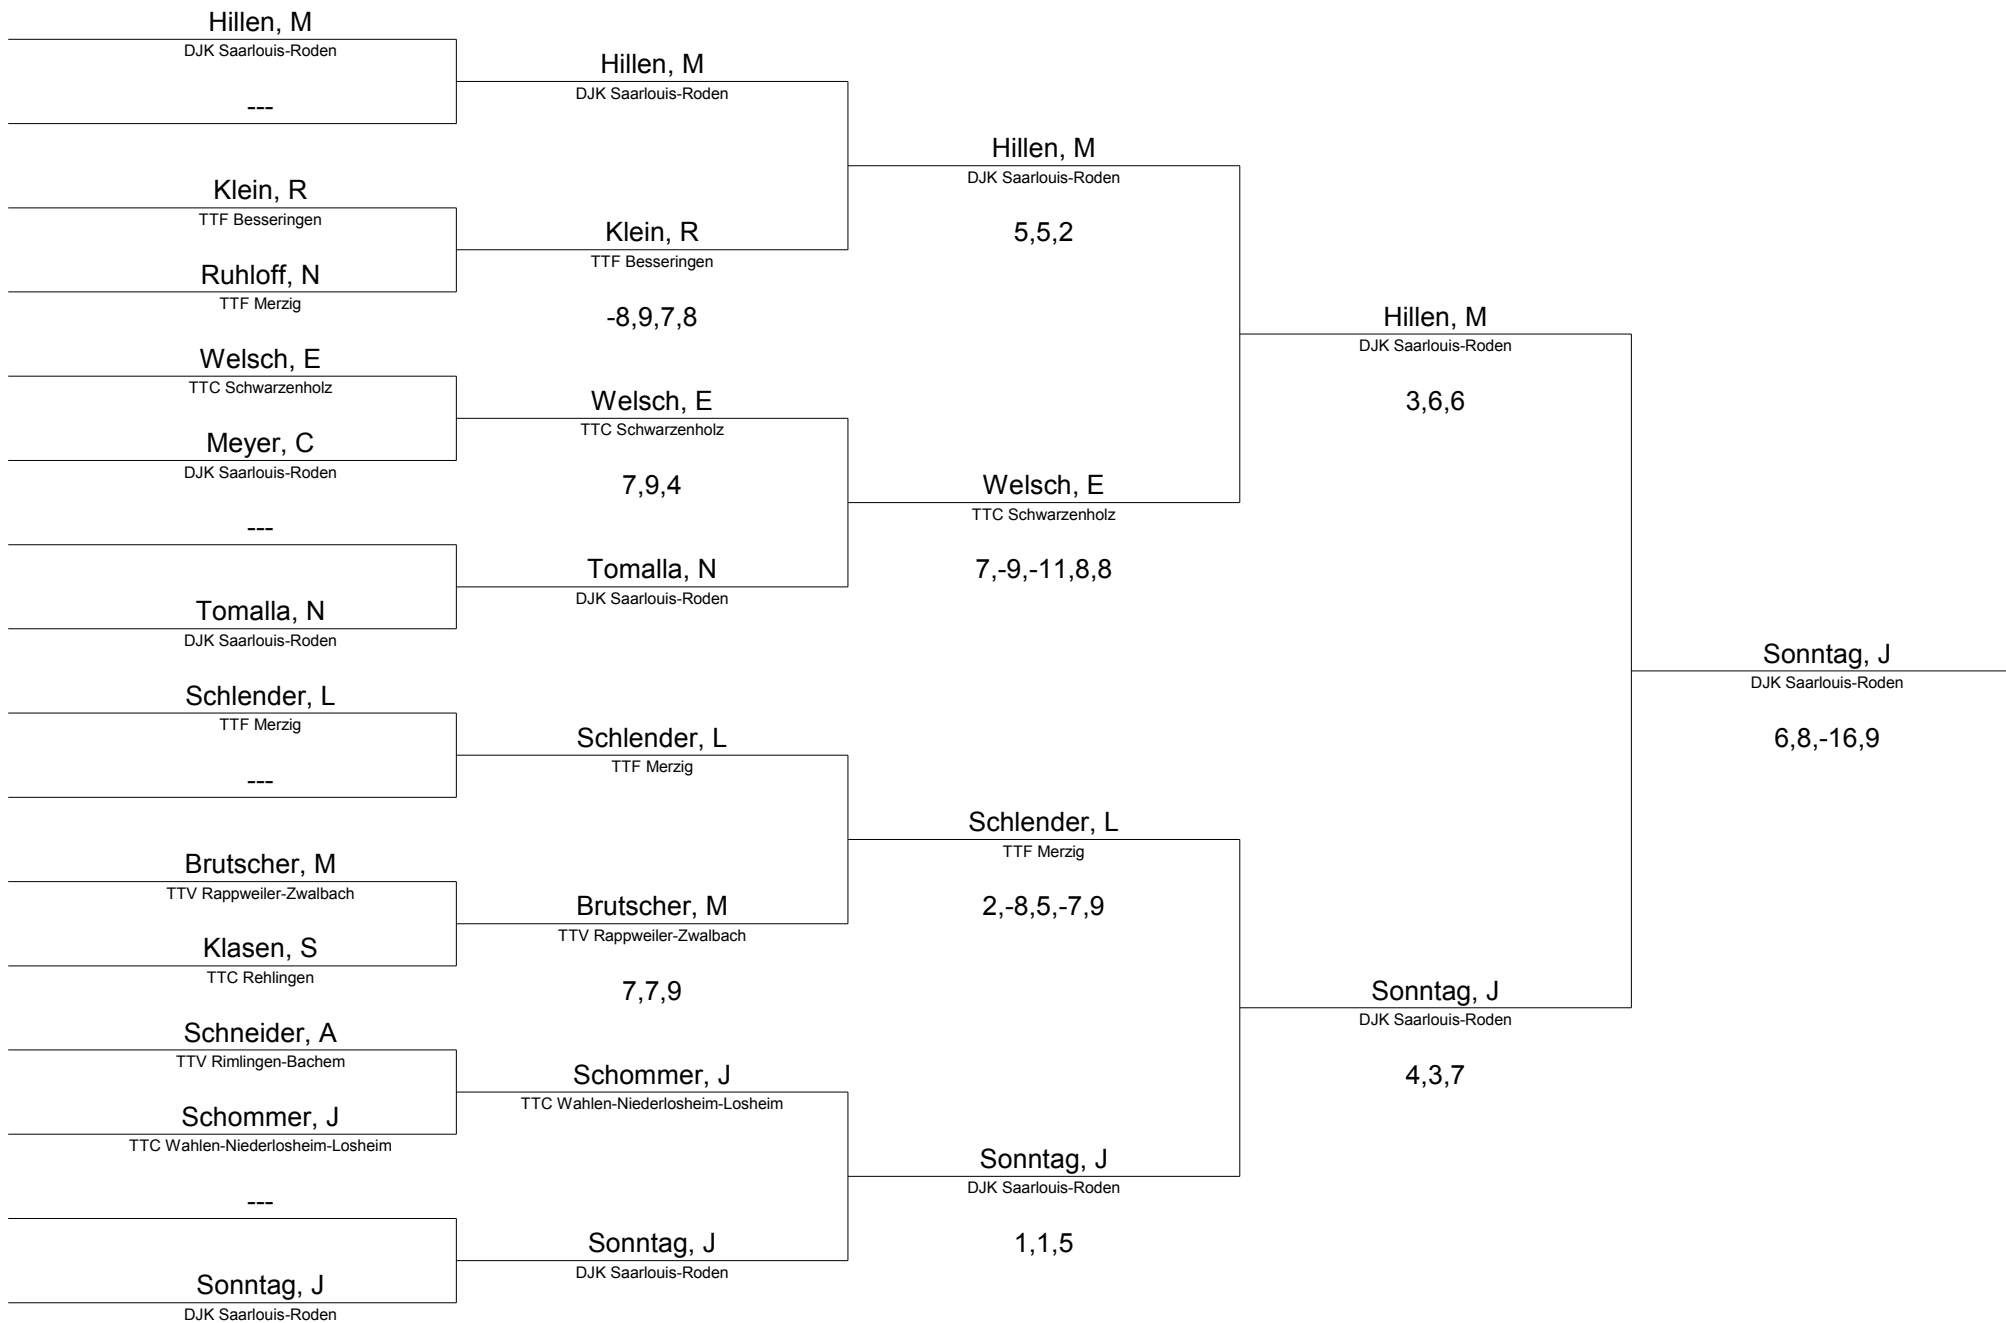 Hillen, M
DJK Saarlouis-Roden
---
Klein, R
TTF Besseringen
Ruhloff, N
TTF Merzig
Welsch, E
TTC Schwarzenholz
Meyer, C
DJK Saarlouis-Roden
---
Tomalla, N
DJK Saarlouis-Roden
Schlender, L
TTF Merzig
---
Brutscher, M
TTV Rappweiler-Zwalbach
Klasen, S
TTC Rehlingen
Schneider, A
TTV Rimlingen-Bachem
Schommer, J
TTC Wahlen-Niederlosheim-Losheim
---
Sonntag, J
DJK Saarlouis-Roden
Hillen, M
DJK Saarlouis-Roden
Klein, R
TTF Besseringen
-8,9,7,8
Welsch, E
TTC Schwarzenholz
7,9,4
Tomalla, N
DJK Saarlouis-Roden
Schlender, L
TTF Merzig
Brutscher, M
TTV Rappweiler-Zwalbach
7,7,9
Schommer, J
TTC Wahlen-Niederlosheim-Losheim
Sonntag, J
DJK Saarlouis-Roden
Hillen, M
DJK Saarlouis-Roden
5,5,2
Welsch, E
TTC Schwarzenholz
7,-9,-11,8,8
Schlender, L
TTF Merzig
2,-8,5,-7,9
Sonntag, J
DJK Saarlouis-Roden
1,1,5
Hillen, M
DJK Saarlouis-Roden
3,6,6
Sonntag, J
DJK Saarlouis-Roden
4,3,7
Sonntag, J
DJK Saarlouis-Roden
6,8,-16,9